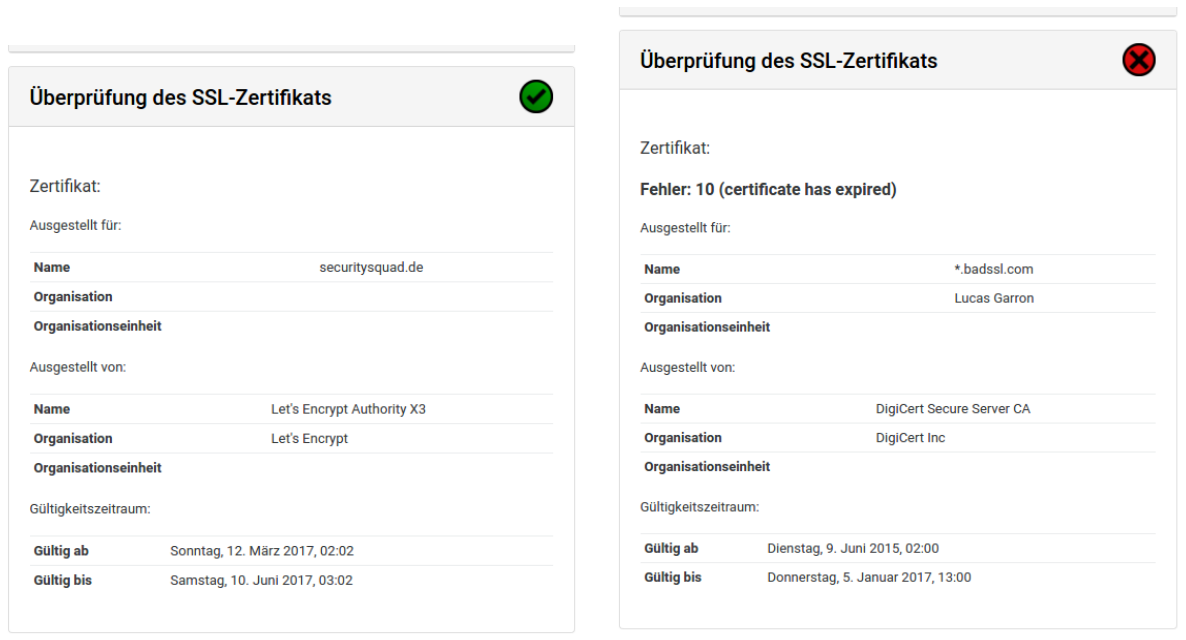 Überprüfung des SSL-Zertifikats
Zertifikat:
Ausgestellt für:
Name securitysquad.de
Organisation
Organisationseinheit
Ausgestellt von:
Name Let's Encrypt Authority X3
Organisation Let's Encrypt
Organisationseinheit
Gültigkeitszeitraum:
Gültig ab Sonntag, 12. März 2017, 02:02
Gültig bis Samstag, 10. Juni 2017, 03:02
Überprüfung des SSL-Zertifikats
Zertifikat:
Fehler: 10 (certificate has expired)
Ausgestellt für:
Name *.badssl.com
Organisation Lucas Garron
Organisationseinheit
Ausgestellt von:
Name DigiCert Secure Server CA
Organisation DigiCert Inc
Organisationseinheit
Gültigkeitszeitraum:
Gültig ab Dienstag, 9. Juni 2015, 02:00
Gültig bis Donnerstag, 5. Januar 2017, 13:00